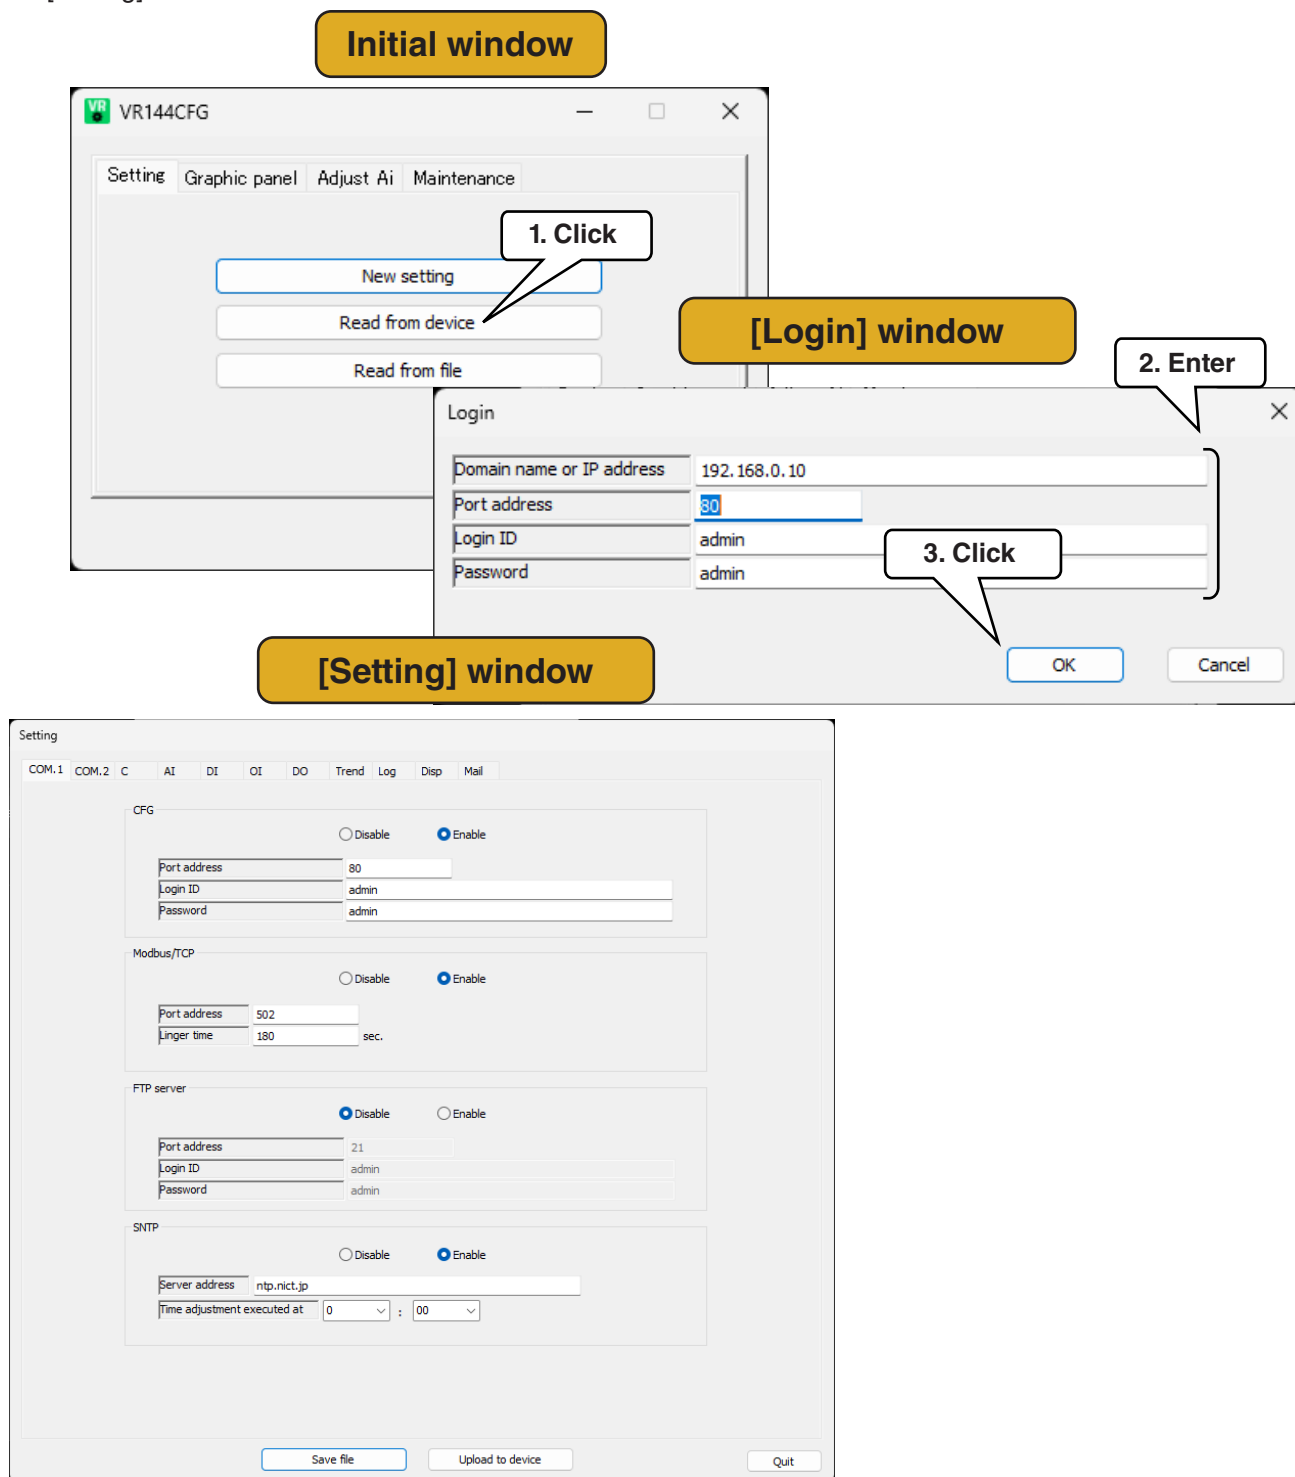 Initial window
VR144CFG
Setting Graphic panel Adjust Ai Maintenance
1. Click
New setting
Read from device
Read from file
[Login] window
2. Enter
Login
Domain name or IP address 192.168.0.10
Port address 80
Login ID admin
Password admin
3. Click
OK Cancel
[Setting] window
Setting
COM.1 COM.2 C AI DI OI DO Trend Log Disp Mail
CFG
Disable Enable
Port address 80
Login ID admin
Password admin
Modbus/TCP
Disable Enable
Port address 502
Linger time 180 sec.
FTP server
Disable Enable
Port address 21
Login ID admin
Password admin
SNTP
Disable Enable
Server address ntp.nict.jp
Time adjustment executed at 0 : 00
Save file Upload to device Quit